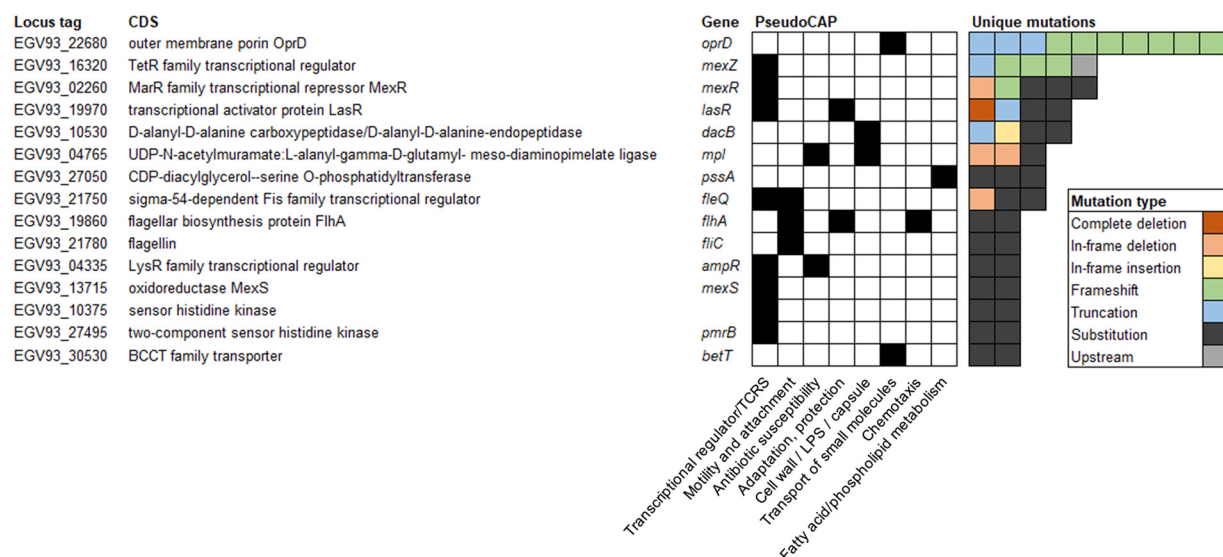 Locus tag CDS Gene PseudoCAP Unique mutations
EGV93_22680 outer membrane porin OprD oprD
EGV93_16320 TetR family transcriptional regulator mexZ
EGV93_02260 MarR family transcriptional repressor MexR mexR
EGV93_19970 transcriptional activator protein LasR lasR
EGV93_10530 D-alanyl-D-alanine carboxypeptidase/D-alanyl-D-alanine-endopeptidase dacB
EGV93_04765 UDP-N-acetylmuramate:L-alanyl-gamma-D-glutamyl- meso-diaminopimelate ligase mpl
EGV93_27050 CDP-diacylglycerol--serine O-phosphatidyltransferase pssA
EGV93_21750 sigma-54-dependent Fis family transcriptional regulator fleQ
EGV93_19860 flagellar biosynthesis protein FlhA flhA
EGV93_21780 flagellin fliC
EGV93_04335 LysR family transcriptional regulator ampR
EGV93_13715 oxidoreductase MexS mexS
EGV93_10375 sensor histidine kinase
EGV93_27495 two-component sensor histidine kinase pmrB
EGV93_30530 BCCT family transporter betT
Mutation type
Complete deletion
In-frame deletion
In-frame insertion
Frameshift
Truncation
Substitution
Upstream
Transcriptional regulator/TCRS
Motility and attachment
Antibiotic susceptibility
Adaptation, protection
Cell wall / LPS / capsule
Transport of small molecules
Chemotaxis
Fatty acid/phospholipid metabolism